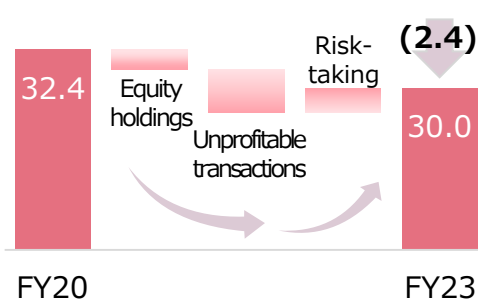 32.4
Equity
holdings
Unprofitable
transactions
Risk-
taking
(2.4)
30.0
FY20
FY23